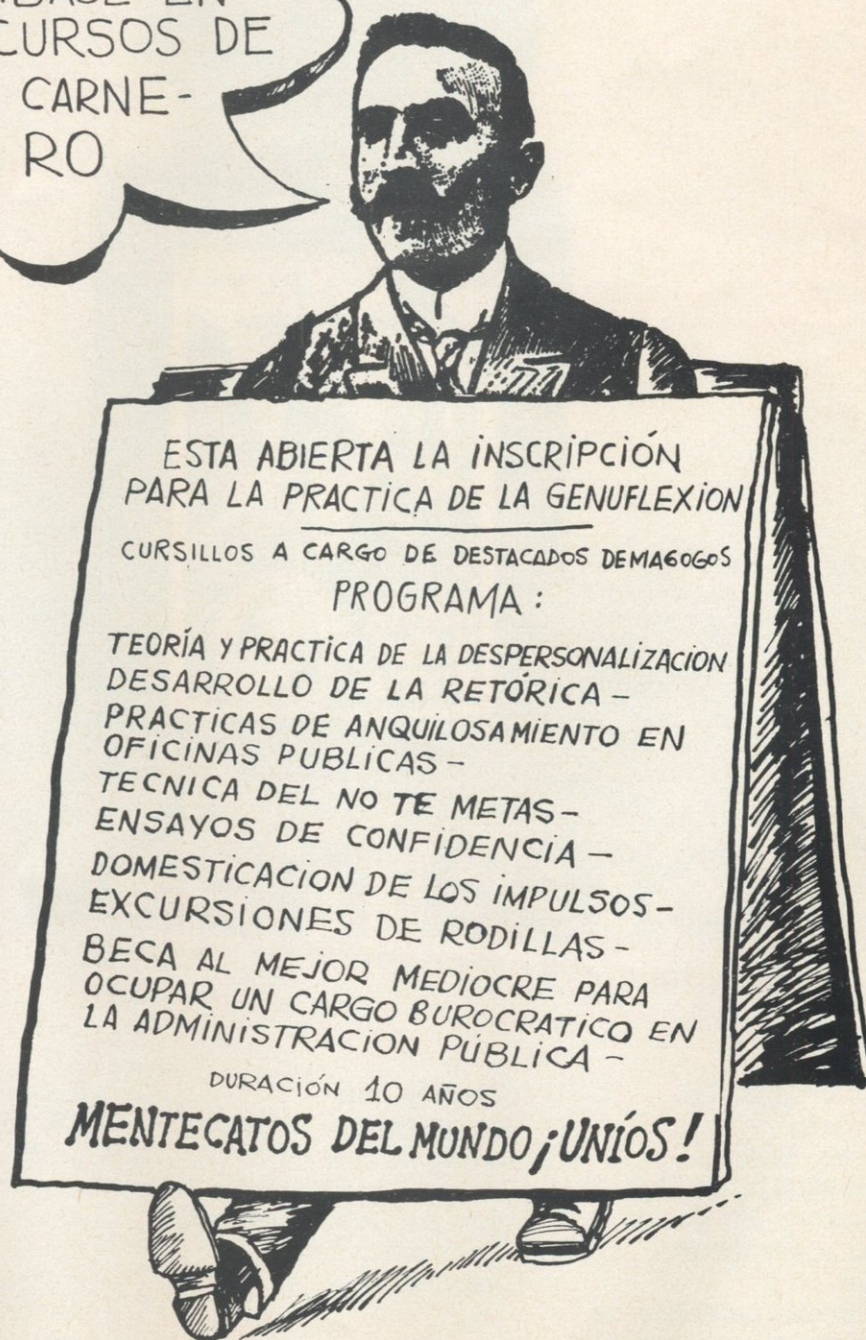 EN
CURSOS DE
CARNE-
RO
ESTA ABIERTA LA INSCRIPCIÓN
PARA LA PRACTICA DE LA GENUFLEXION
CURSILLOS A CARGO DE DESTACADOS DEMAGOGOS
PROGRAMA:
TEORÍA Y PRACTICA DE LA DESPERSONALIZACION
DESARROLLO DE LA RETÓRICA -
PRACTICAS DE ANQUILOSAMIENTO EN
OFICINAS PUBLICAS -
TECNICA DEL NO TE METAS -
ENSAYOS DE CONFIDENCIA -
DOMESTICACION DE LOS IMPULSOS -
EXCURSIONES DE RODILLAS -
BECA AL MEJOR MEDIOCRE PARA
OCUPAR UN CARGO BUROCRATICO EN
LA ADMINISTRACION PÚBLICA -
DURACIÓN 10 AÑOS
MENTECATOS DEL MUNDO ¡UNÍOS!